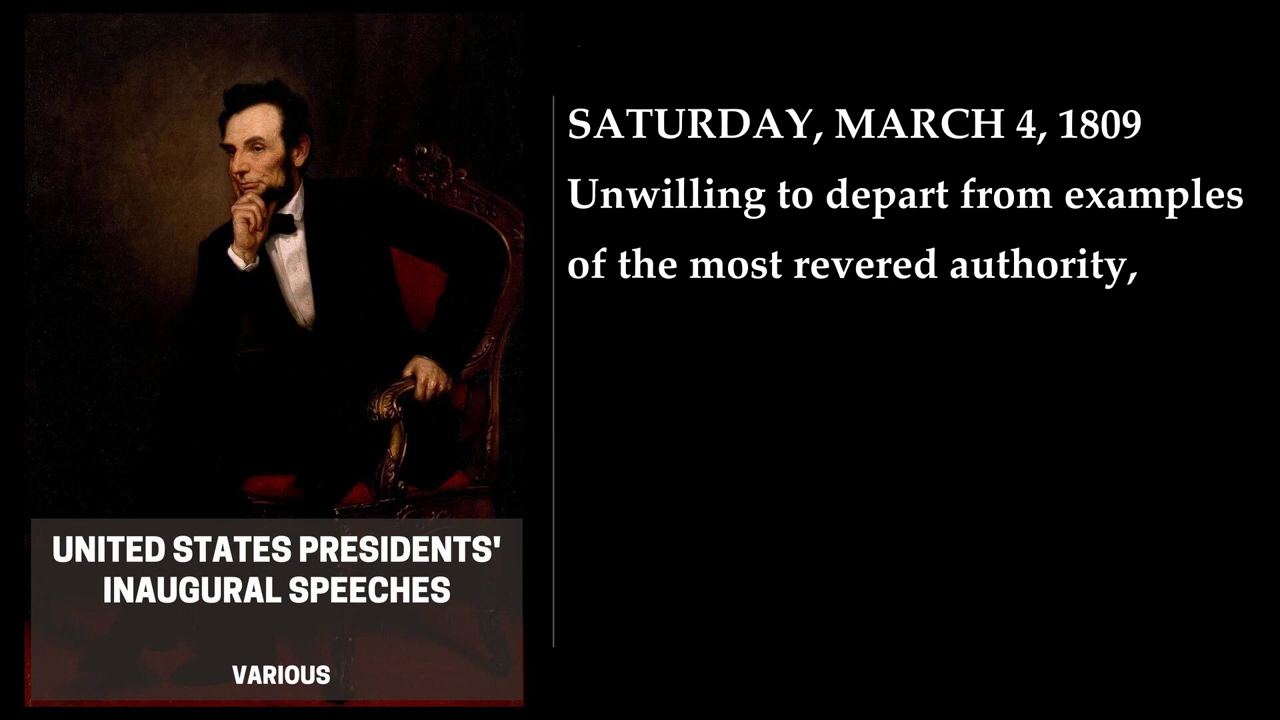 SATURDAY, MARCH 4, 1809
Unwilling to depart from examples
of the most revered authority,
UNITED STATES PRESIDENTS'
INAUGURAL SPEECHES
VARIOUS